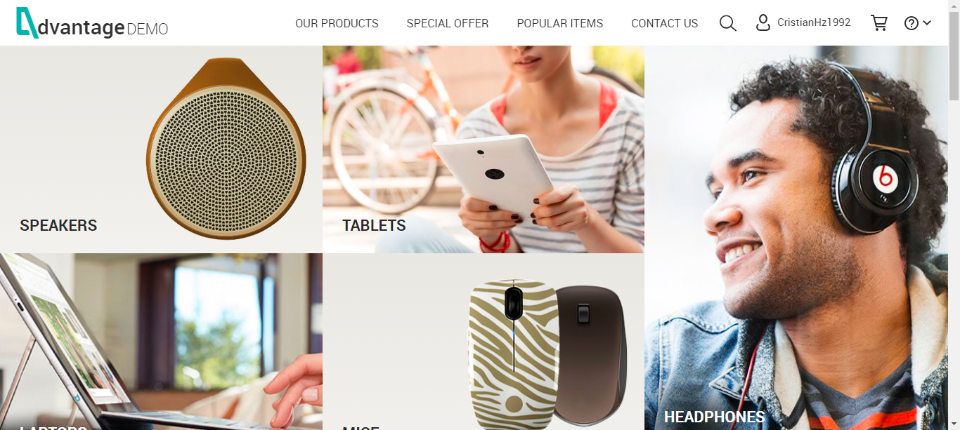 dvantage DEMO
OUR PRODUCTS SPECIAL OFFER POPULAR ITEMS CONTACT US CristianHz1992
SPEAKERS
TABLETS
HEADPHONES
LAPTOPS
MICE